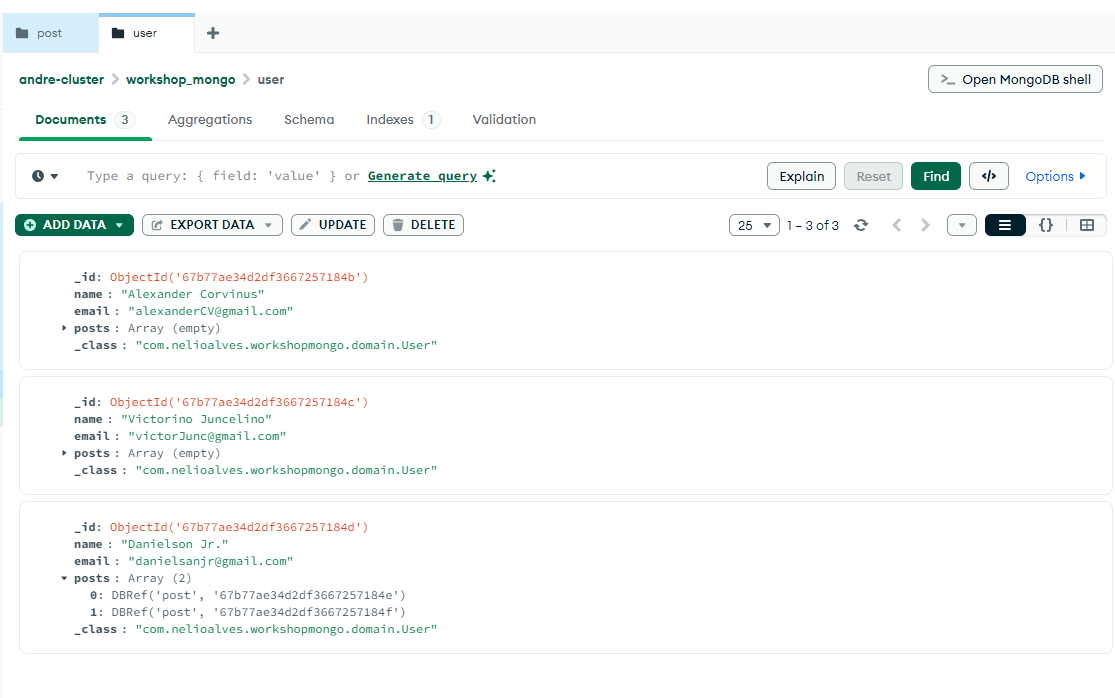 post user
andre-cluster workshop_mongo user
>_ Open MongoDB shell
Documents 3 Aggregations Schema Indexes 1 Validation
Type a query: { field: 'value' } or Generate query
Explain Reset Find </> Options
ADD DATA EXPORT DATA UPDATE DELETE
25 1 – 3 of 3 {}
_id: ObjectId('67b77ae34d2df3667257184b')
name : "Alexander Corvinus"
email : "alexanderCV@gmail.com"
posts : Array (empty)
_class : "com.nelioalves.workshopmongo.domain.User"
_id: ObjectId('67b77ae34d2df3667257184c')
name : "Victorino Juncelino"
email : "victorJunc@gmail.com"
posts : Array (empty)
_class : "com.nelioalves.workshopmongo.domain.User"
_id: ObjectId('67b77ae34d2df3667257184d')
name : "Danielson Jr."
email : "danielsanjr@gmail.com"
posts : Array (2)
0: DBRef('post', '67b77ae34d2df3667257184e')
1: DBRef('post', '67b77ae34d2df3667257184f')
_class : "com.nelioalves.workshopmongo.domain.User"